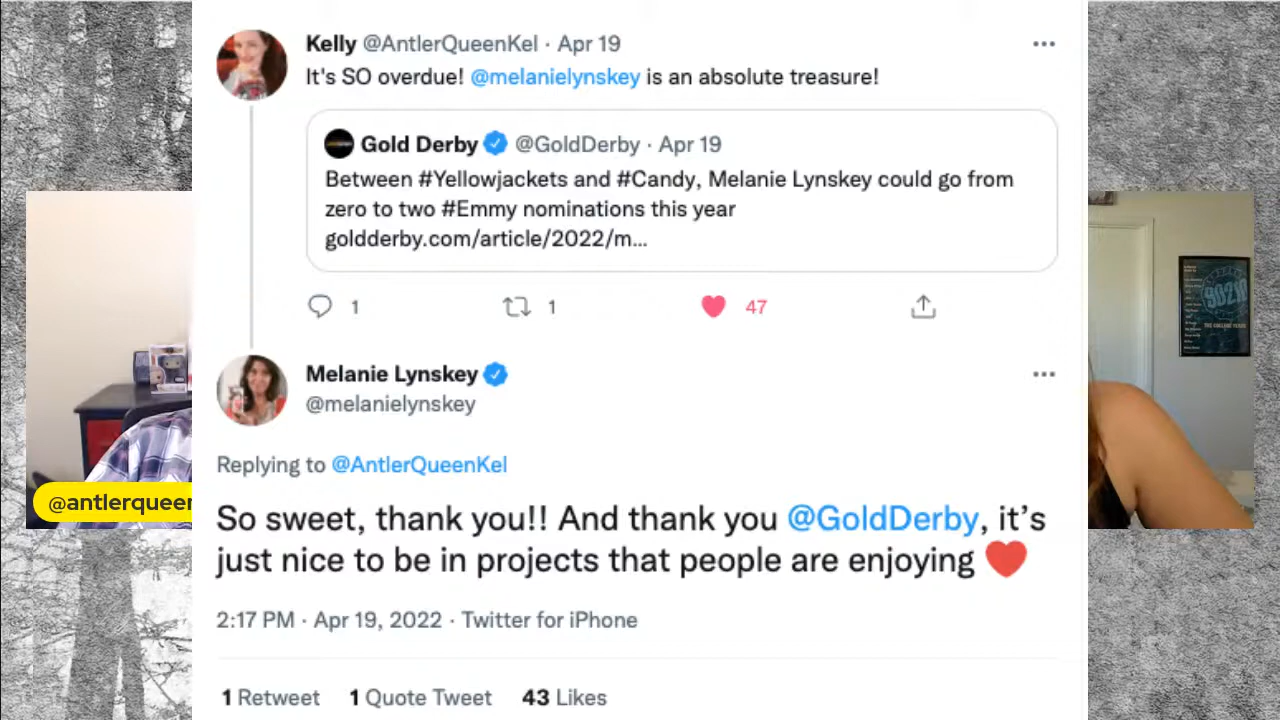 Kelly @AntlerQueenKel · Apr 19
It's SO overdue! @melanielynskey is an absolute treasure!
Gold Derby @GoldDerby · Apr 19
Between #Yellowjackets and #Candy, Melanie Lynskey could go from
zero to two #Emmy nominations this year
goldderby.com/article/2022/m...
1 1 47
Melanie Lynskey
@melanielynskey
Replying to @AntlerQueenKel
@antlerqueen
So sweet, thank you!! And thank you @GoldDerby, it’s
just nice to be in projects that people are enjoying ❤️
2:17 PM · Apr 19, 2022 · Twitter for iPhone
1 Retweet 1 Quote Tweet 43 Likes
90210